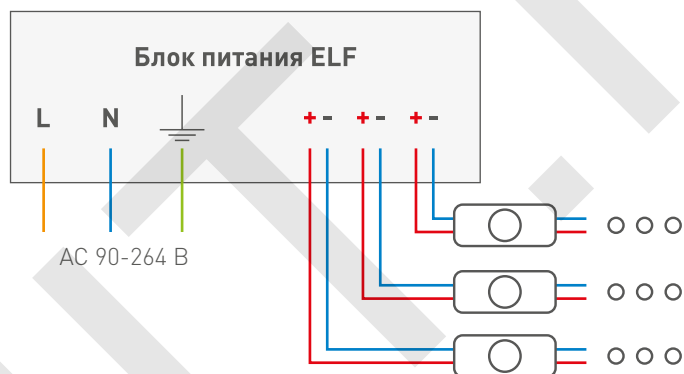 Блок питания ELF
L N + - + - + -
AC 90-264 В